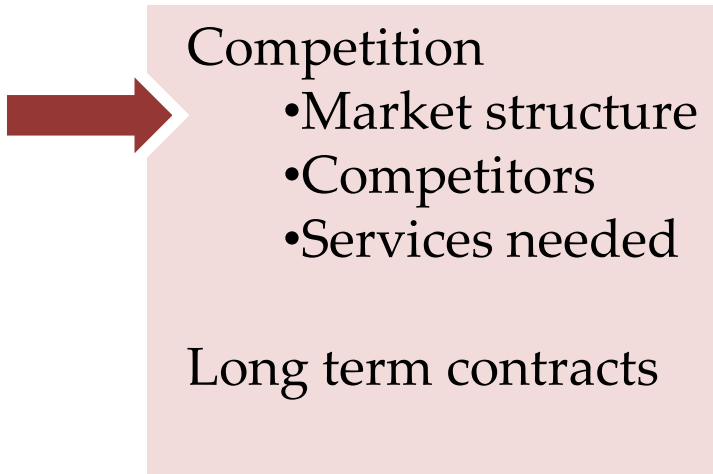 Competition
•Market structure
•Competitors
•Services needed
Long term contracts